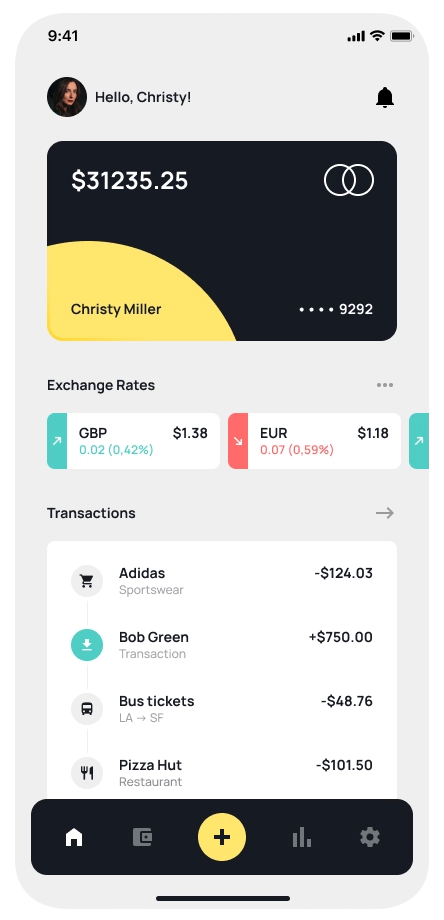 9:41
Hello, Christy!
$31235.25
Christy Miller •••• 9292
Exchange Rates
GBP $1.38 EUR $1.18
0.02 (0,42%) 0.07 (0,59%)
Transactions
Adidas -$124.03
Sportswear
Bob Green +$750.00
Transaction
Bus tickets -$48.76
LA → SF
Pizza Hut -$101.50
Restaurant